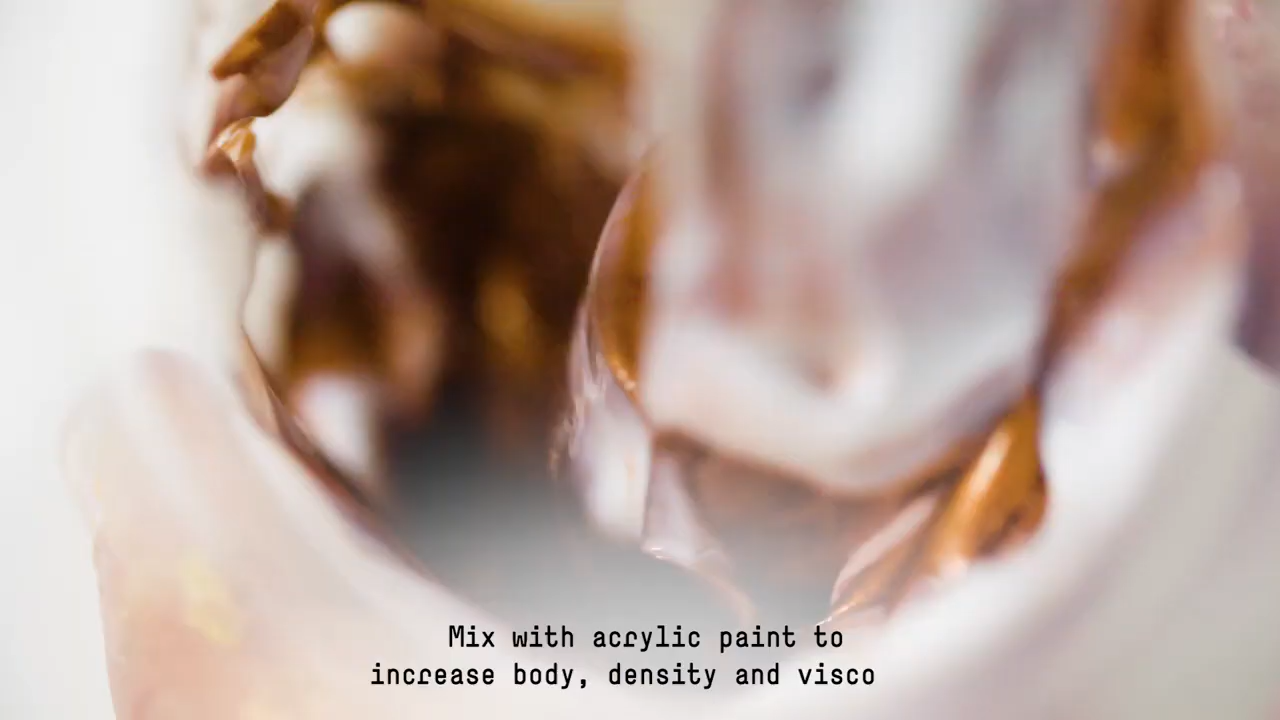 Mix with acrylic paint to
increase body, density and visco